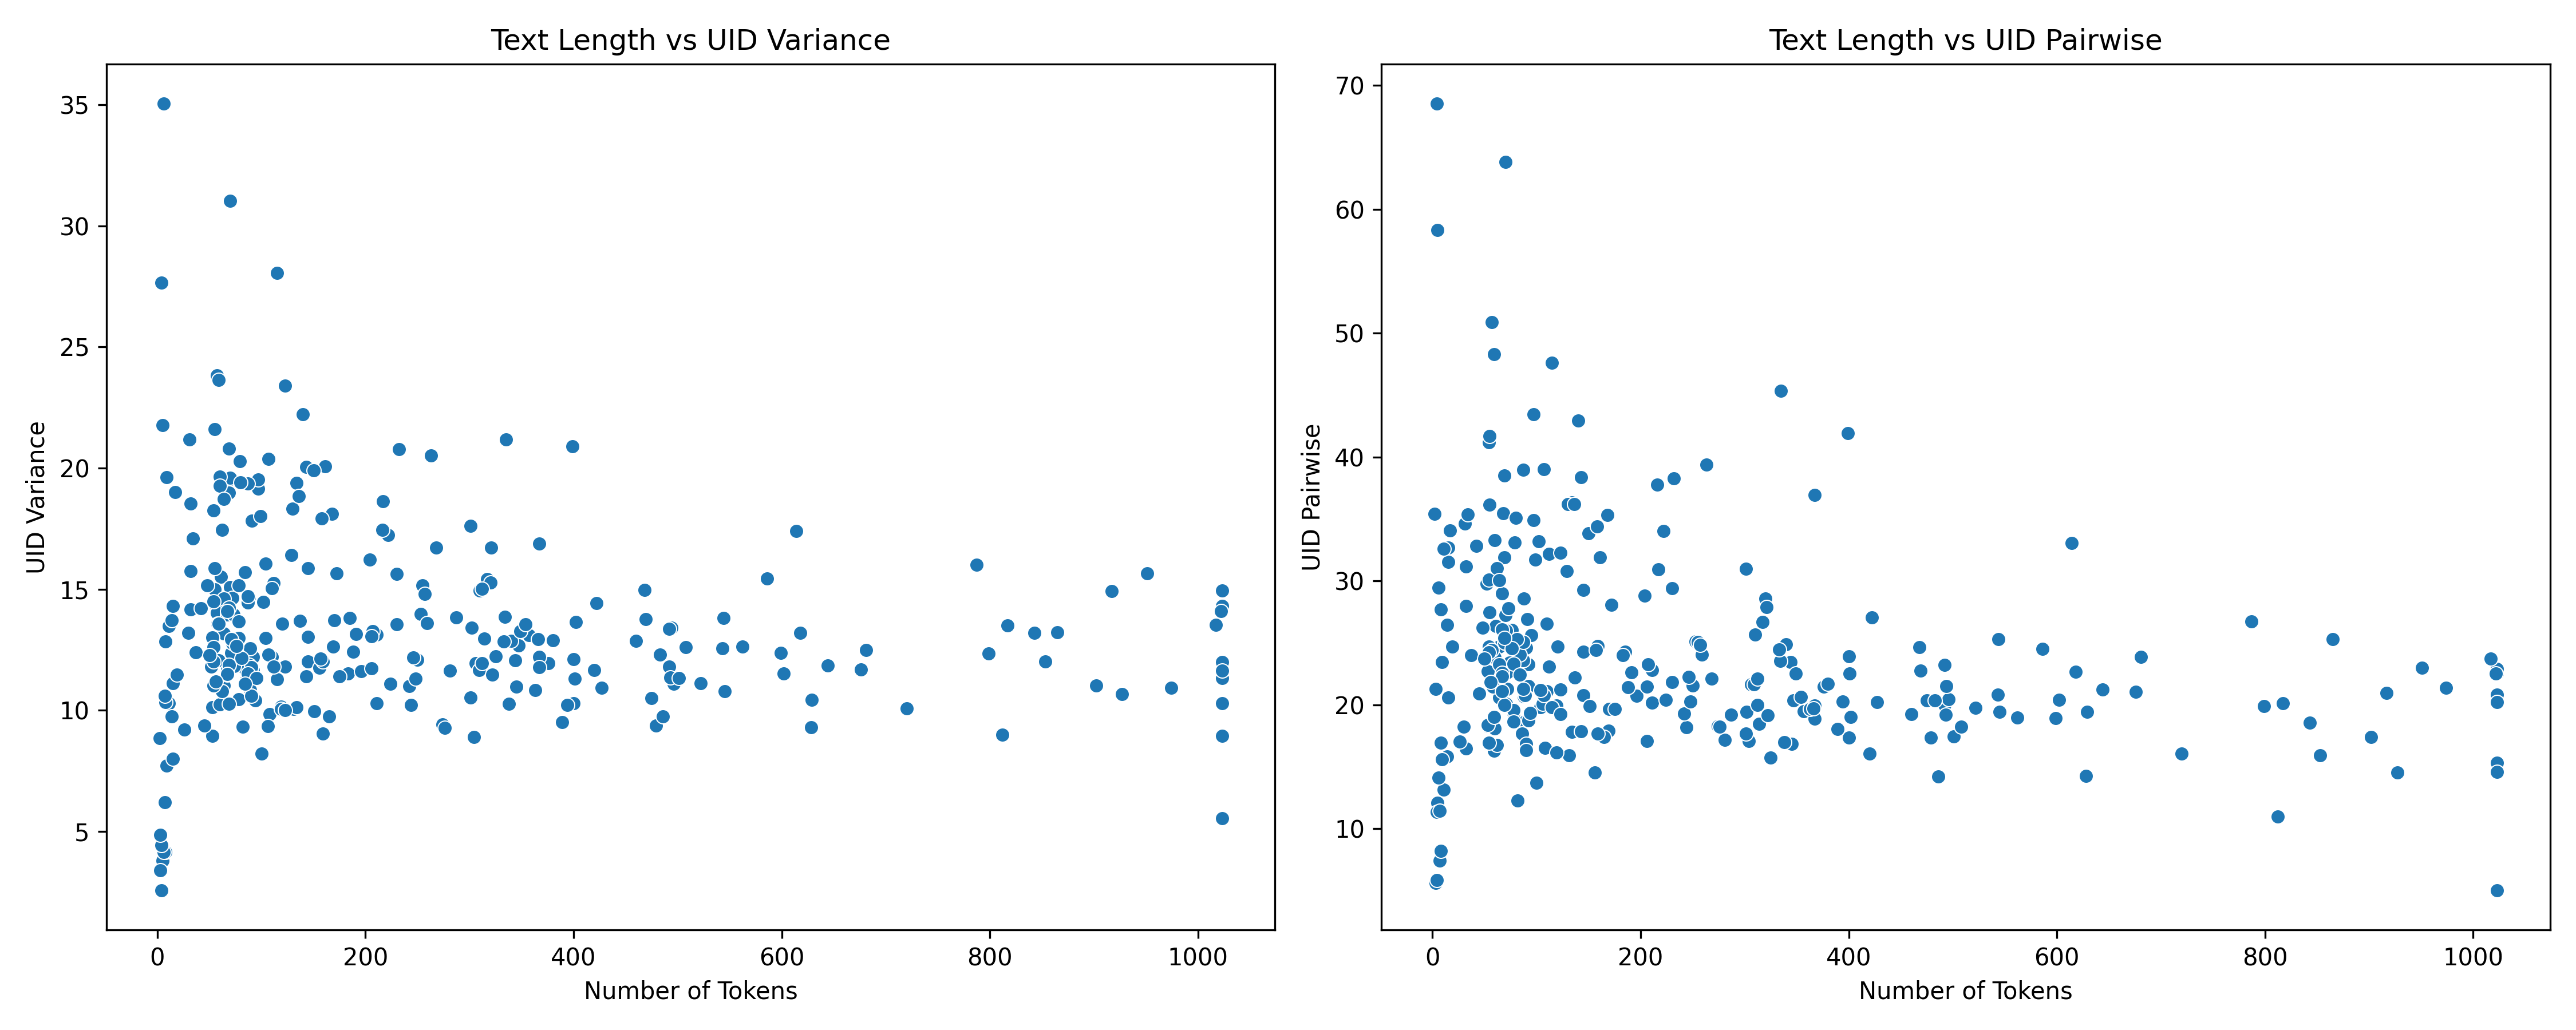 Text Length vs UID Variance
35
30
25
20
15
10
5
UID Variance
0 200 400 600 800 1000
Number of Tokens
Text Length vs UID Pairwise
70
60
50
40
30
20
10
UID Pairwise
0 200 400 600 800 1000
Number of Tokens